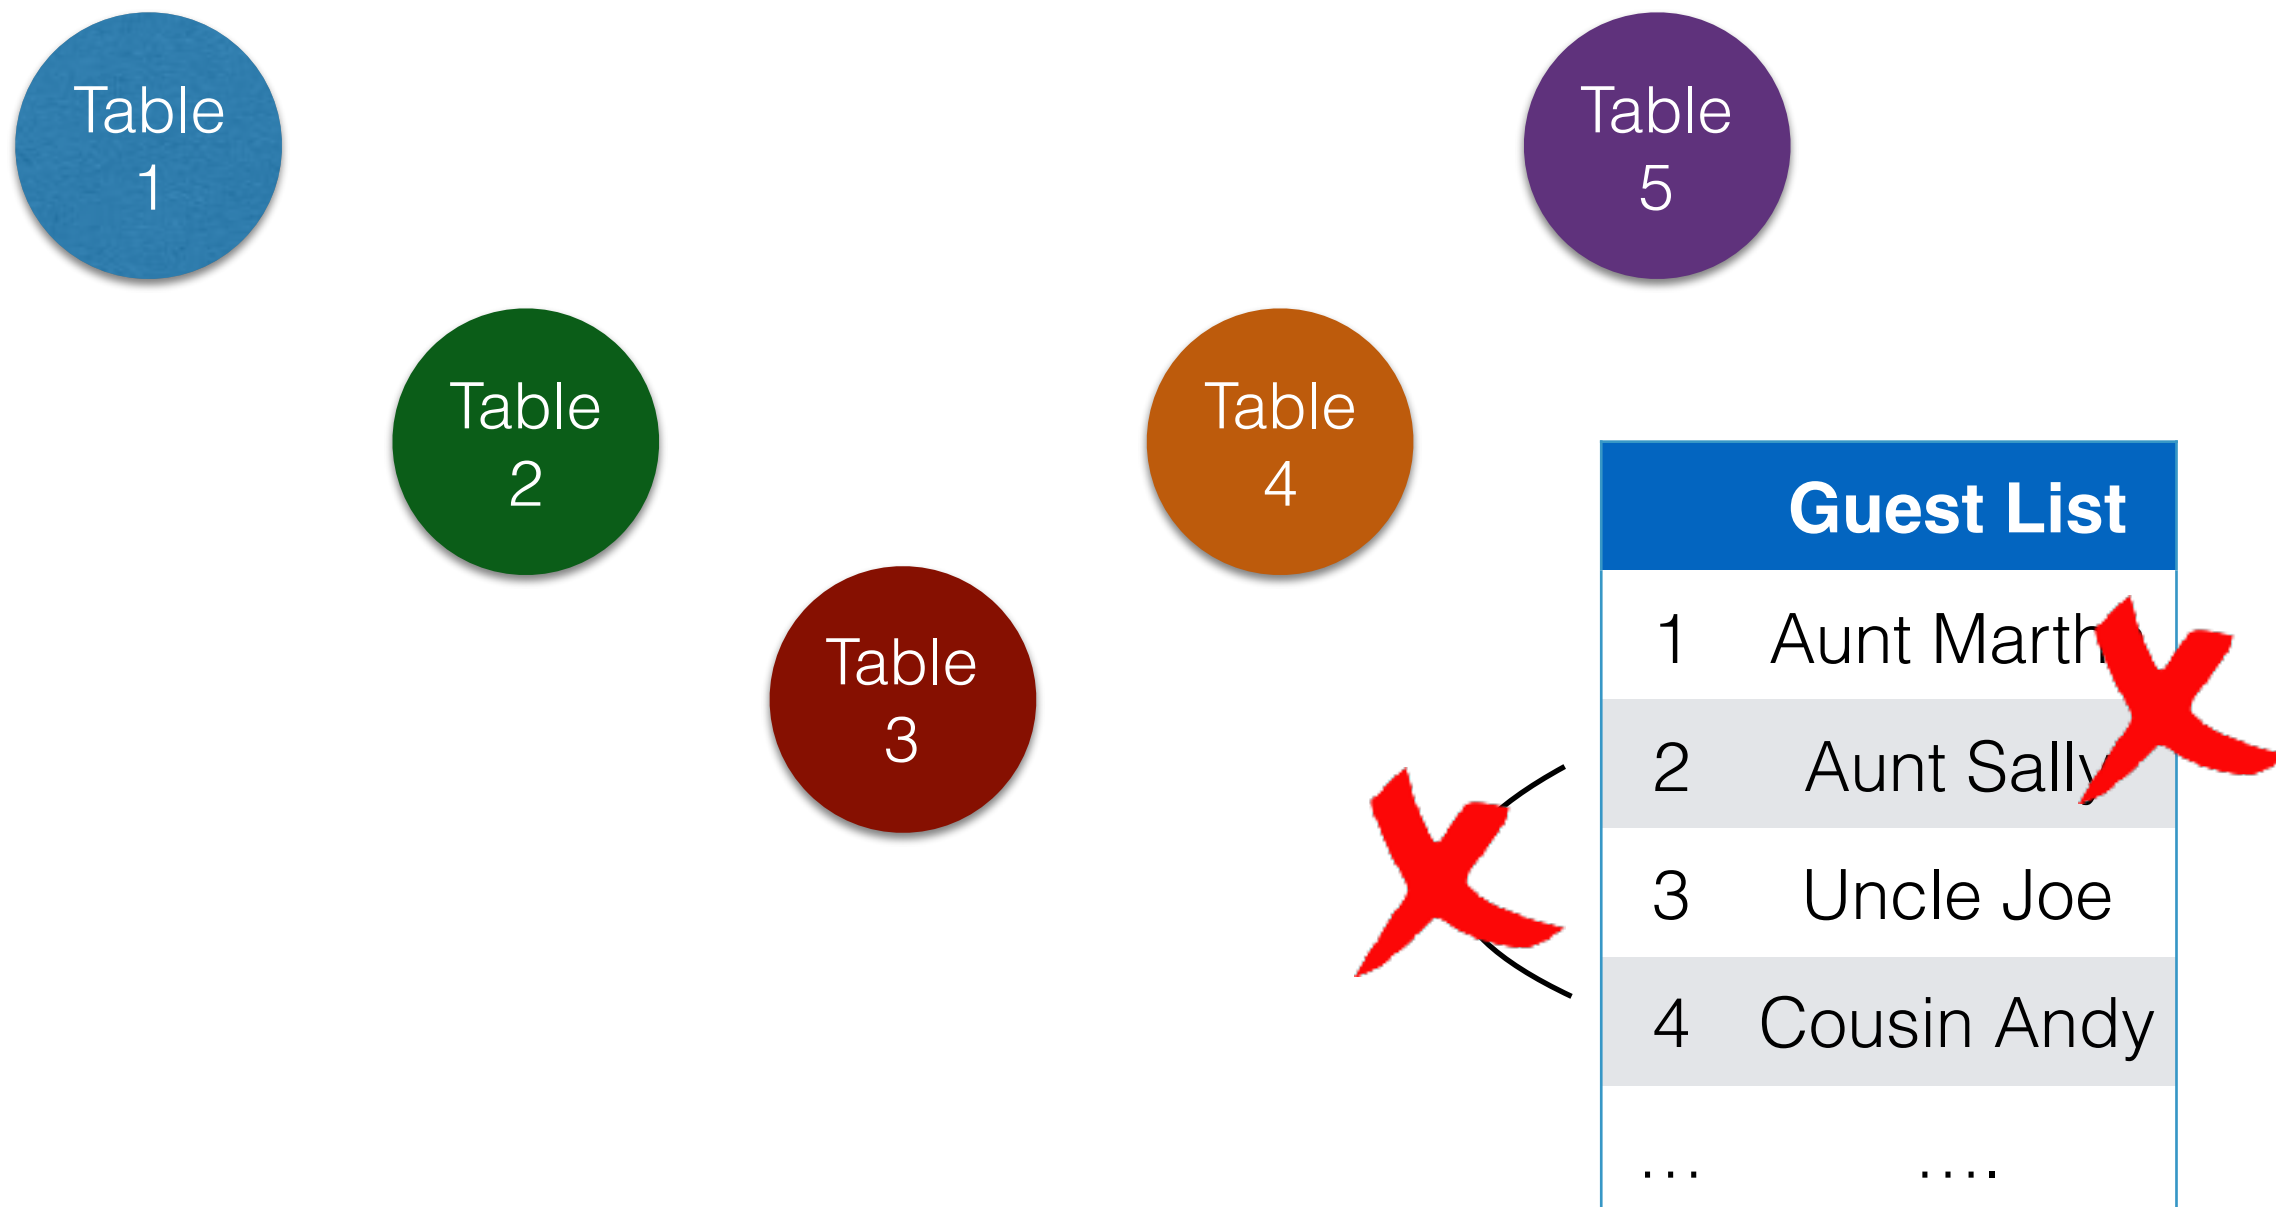 Table
1
Table
5
Table
2
Table
4
Table
3
Guest List
1 Aunt Martha
2 Aunt Sally
3 Uncle Joe
4 Cousin Andy
... ....